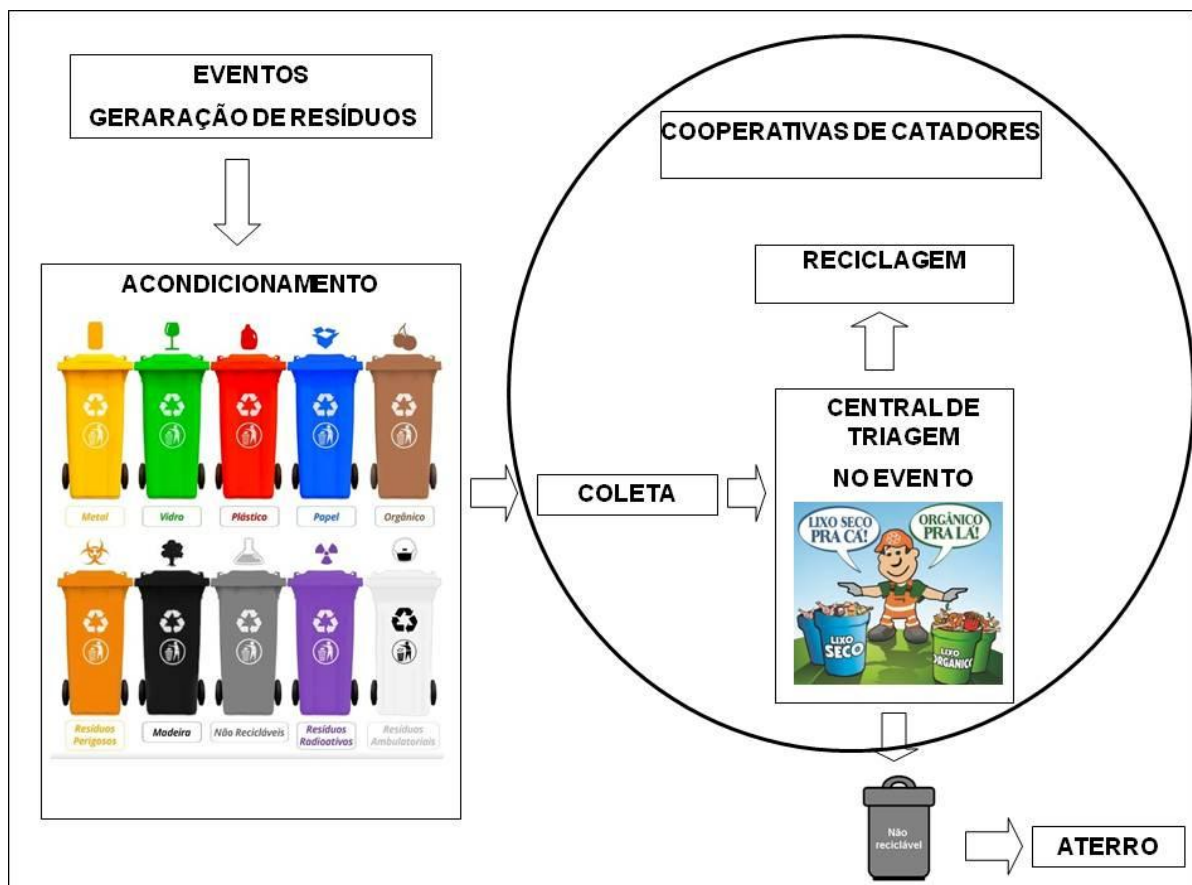 EVENTOS
GERARAÇÃO DE RESÍDUOS
ACONDICIONAMENTO
Metal
Vidro
Plástico
Papel
Orgânico
Resíduos
Perigosos
Madeira
Não Recicláveis
Resíduos
Radioativos
Resíduos
Ambulatoriais
COOPERATIVAS DE CATADORES
RECICLAGEM
COLETA
CENTRAL DE
TRIAGEM
NO EVENTO
LIXO SECO
PRA CÁ!
ORGÂNICO
PRA LÁ!
LIXO
SECO
LIXO
ORGANICO
Não
reciclável
ATERRO